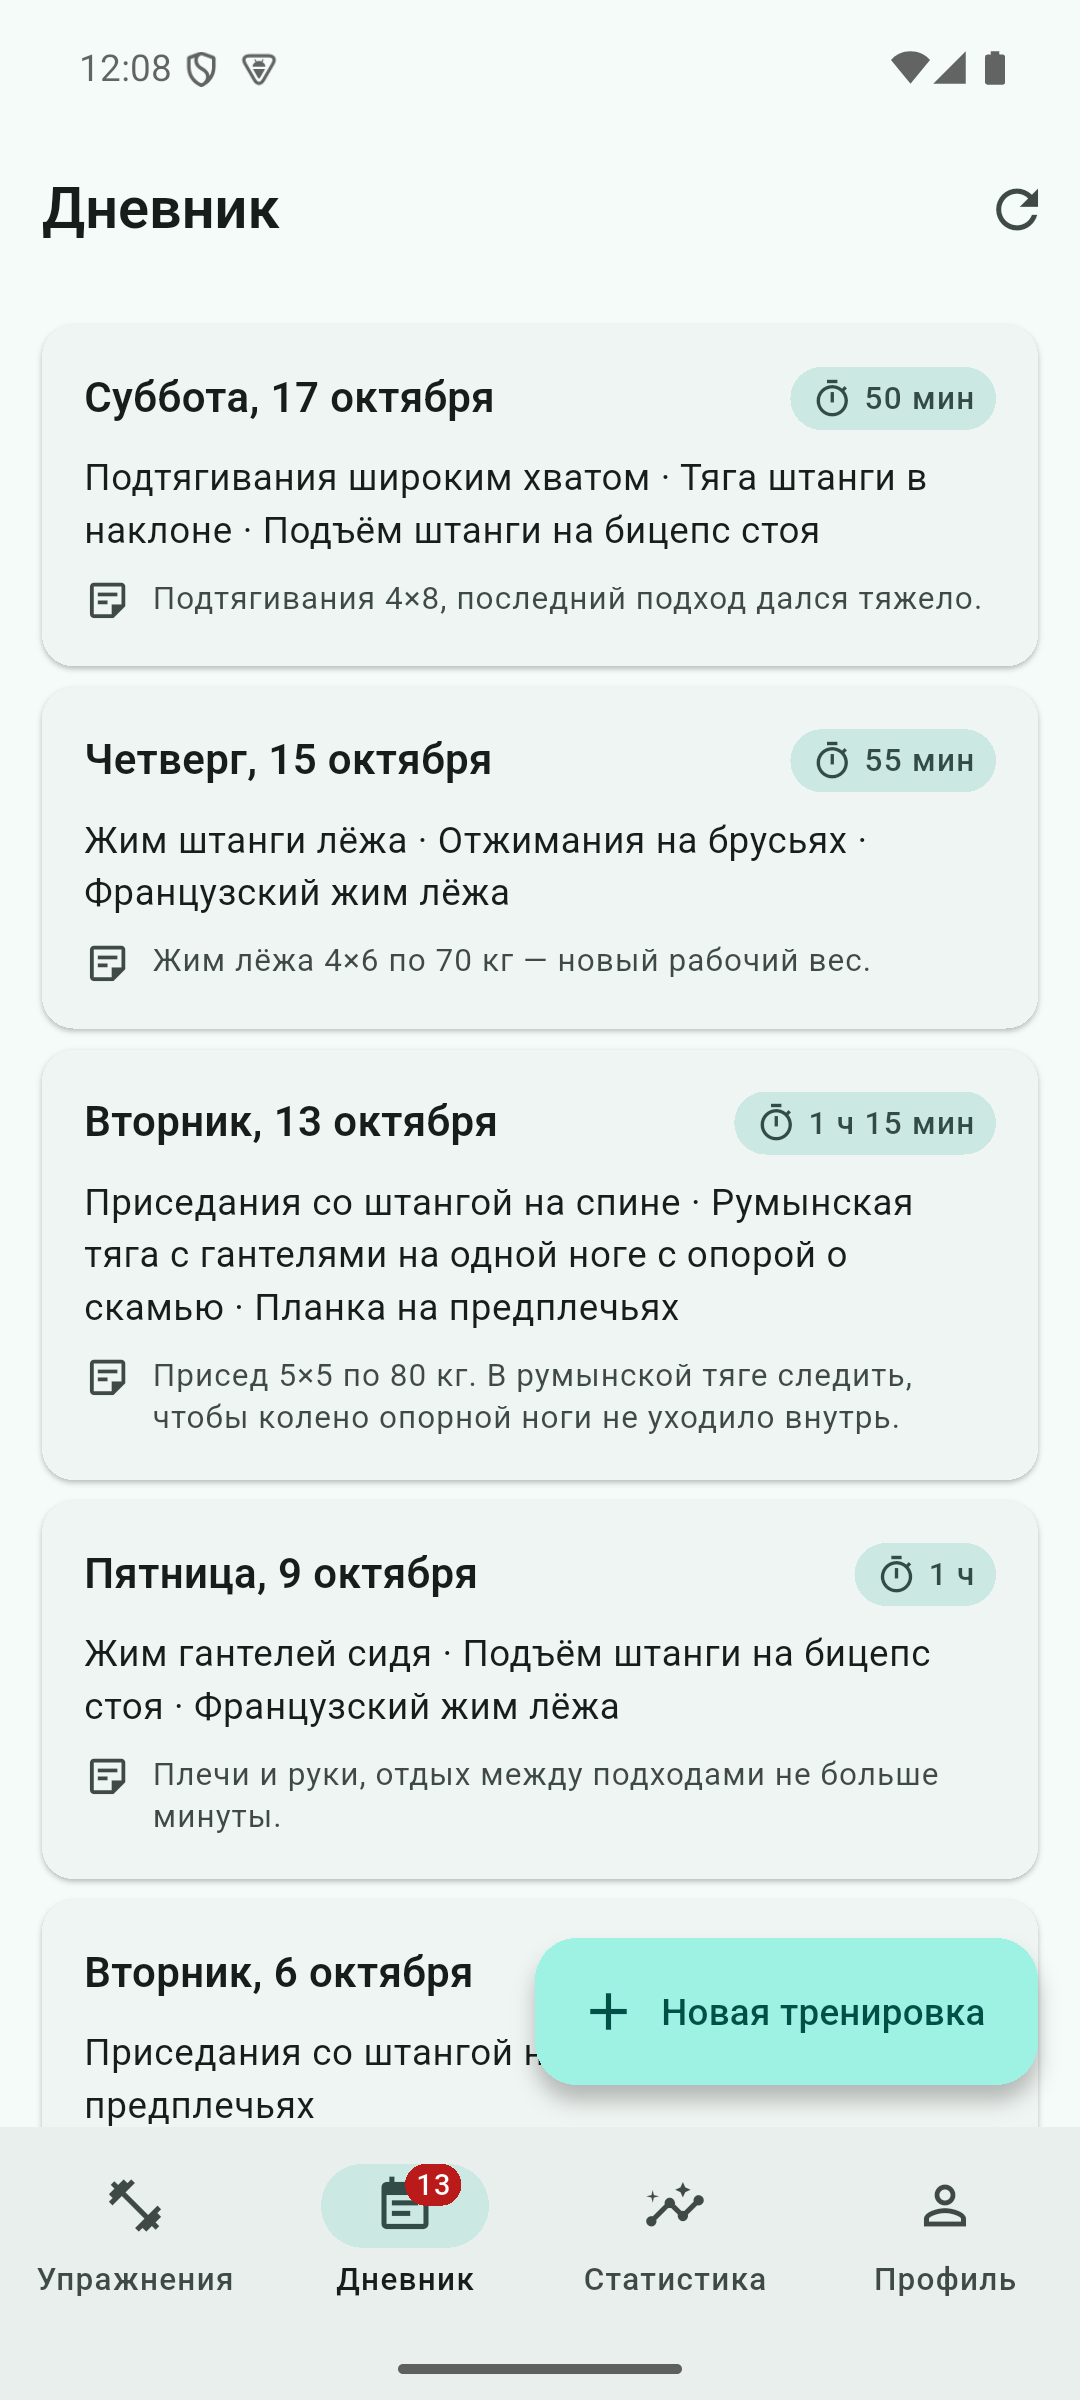 12:08
Дневник
Суббота, 17 октября
50 мин
Подтягивания широким хватом · Тяга штанги в
наклоне · Подъём штанги на бицепс стоя
Подтягивания 4×8, последний подход дался тяжело.
Четверг, 15 октября
55 мин
Жим штанги лёжа · Отжимания на брусьях ·
Французский жим лёжа
Жим лёжа 4×6 по 70 кг — новый рабочий вес.
Вторник, 13 октября
1 ч 15 мин
Приседания со штангой на спине · Румынская
тяга с гантелями на одной ноге с опорой о
скамью · Планка на предплечьях
Присед 5×5 по 80 кг. В румынской тяге следить,
чтобы колено опорной ноги не уходило внутрь.
Пятница, 9 октября
1 ч
Жим гантелей сидя · Подъём штанги на бицепс
стоя · Французский жим лёжа
Плечи и руки, отдых между подходами не больше
минуты.
Вторник, 6 октября
Приседания со штангой
предплечьях
Новая тренировка
13
Упражнения
Дневник
Статистика
Профиль